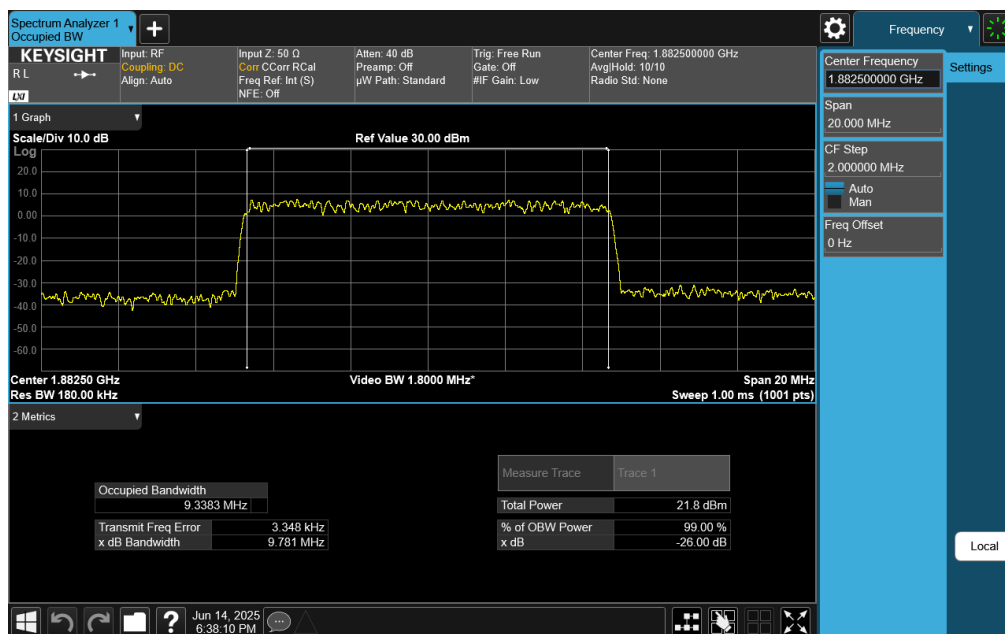 Spectrum Analyzer 1
Occupied BW
Frequency
KEYSIGHT
R L
LXI
Input: RF
Coupling: DC
Align: Auto
Input Z: 50 Ω
Corr CCorr RCal
Freq Ref: Int (S)
NFE: Off
Atten: 40 dB
Preamp: Off
µW Path: Standard
Trig: Free Run
Gate: Off
#IF Gain: Low
Center Freq: 1.882500000 GHz
Avg|Hold: 10/10
Radio Std: None
Center Frequency
1.882500000 GHz
Settings
Span
20.000 MHz
CF Step
2.000000 MHz
Auto
Man
Freq Offset
0 Hz
1 Graph
Scale/Div 10.0 dB
Ref Value 30.00 dBm
Log
20.0
10.0
0.00
-10.0
-20.0
-30.0
-40.0
-50.0
-60.0
Center 1.88250 GHz
Video BW 1.8000 MHz*
Span 20 MHz
Res BW 180.00 kHz
Sweep 1.00 ms (1001 pts)
2 Metrics
Measure Trace
Trace 1
Occupied Bandwidth
9.3383 MHz
Total Power
21.8 dBm
Transmit Freq Error
3.348 kHz
% of OBW Power
99.00 %
x dB Bandwidth
9.781 MHz
x dB
-26.00 dB
Local
?
Jun 14, 2025
6:38:10 PM